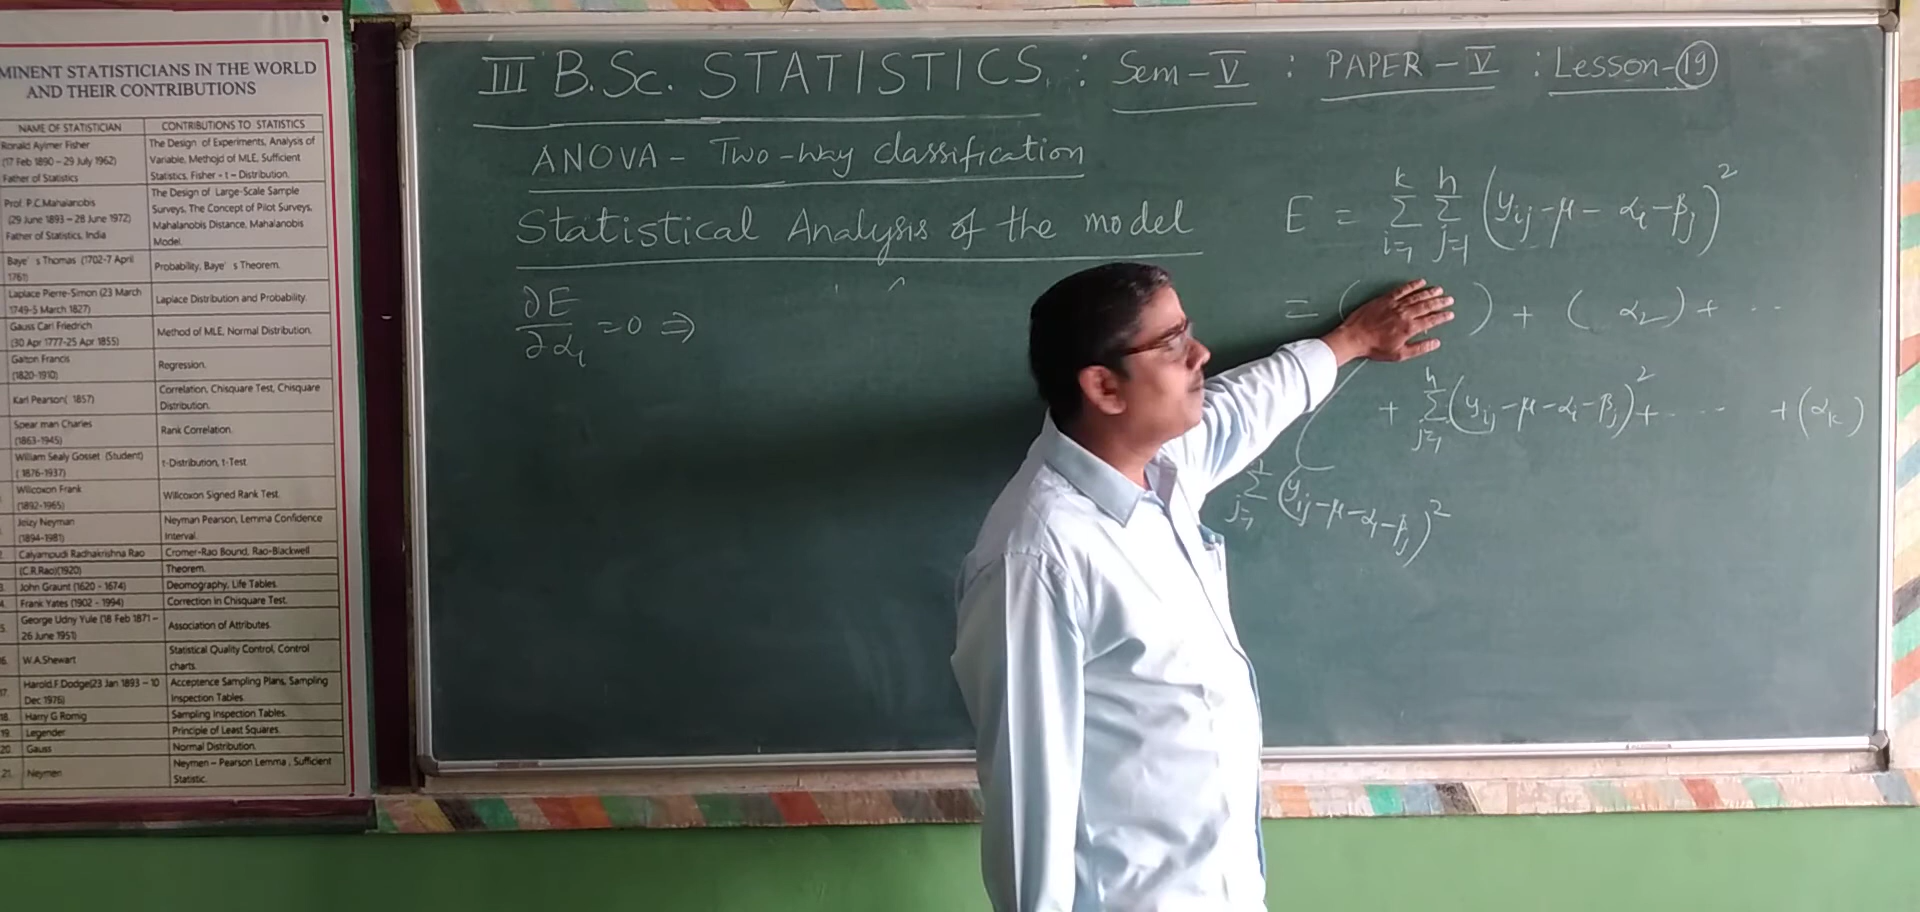 MINENT STATISTICIANS IN THE WORLD
AND THEIR CONTRIBUTIONS
NAME OF STATISTICIAN CONTRIBUTIONS TO STATISTICS
Ronald Aylmer Fisher
(17 Feb 1890 – 29 July 1962)
Father of Statistics
The Design of Experiments, Analysis of
Variable, Method of MLE, Sufficient
Statistics, Fisher - t – Distribution.
Prof. P.C.Mahalanobis
(29 June 1893 – 28 June 1972)
Father of Statistics, India
The Design of Large-Scale Sample
Surveys, The Concept of Pilot Surveys,
Mahalanobis Distance, Mahalanobis
Model.
Baye's Thomas (1702-7 April
1761)
Probability, Baye's Theorem.
Laplace Pierre-Simon (23 March
1749-5 March 1827)
Laplace Distribution and Probability.
Gauss Carl Friedrich
(30 Apr 1777-25 Apr 1855)
Method of MLE, Normal Distribution.
Galton Francis
(1820-1910)
Regression.
Karl Pearson( 1857)
Correlation, Chisquare Test, Chisquare
Distribution.
Spear man Charles
(1863-1945)
Rank Correlation.
William Sealy Gosset (Student)
( 1876-1937)
t-Distribution, t-Test.
Wilcoxon Frank
(1892-1965)
Wilcoxon Signed Rank Test.
Neyman
(1894-1981)
Neyman Pearson, Lemma Confidence
Interval.
Calyampudi Radhakrishna Rao
(C.R.Rao)(1920)
Cromer-Rao Bound, Rao-Blackwell
Theorem.
John Graunt (1620 - 1674) Deomography, Life Tables.
Frank Yates (1902 - 1994) Correction in Chisquare Test.
George Udny Yule (18 Feb 1871 –
26 June 1951)
Association of Attributes.
W.A.Shewart
Statistical Quality Control, Control
charts.
17. Harold.F.Dodge(23 Jan 1893 – 10
Dec 1976)
Acceptence Sampling Plans, Sampling
Inspection Tables.
18. Harry G Romig Sampling Inspection Tables.
19. Legender Principle of Least Squares.
20. Gauss Normal Distribution.
21. Neymen
Neymen – Pearson Lemma , Sufficient
Statistic.
III B.Sc. STATISTICS : Sem – V : PAPER – V : Lesson-19
ANOVA – Two-way classification
Statistical Analysis of the model
∂E/∂α₁ = 0 ⇒
E = Σ_{i=1}^{k} Σ_{j=1}^{h} (y_ij – μ – α_i – β_j)²
= ( ) + ( α₂ ) + ...
+ Σ_{j=1}^{h} (y_ij – μ – α_i – β_j)² + ... + (α_k)
Σ_{j=1} (y_ij – μ – α_1 – β_j)²